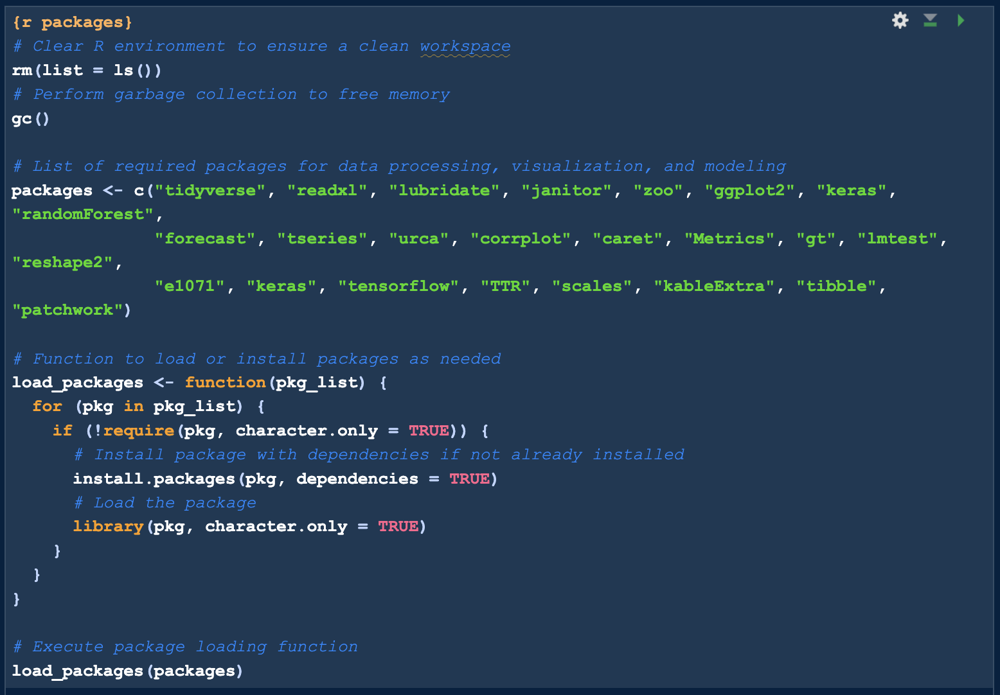 {r packages}
# Clear R environment to ensure a clean workspace
rm(list = ls())
# Perform garbage collection to free memory
gc()

# List of required packages for data processing, visualization, and modeling
packages <- c("tidyverse", "readxl", "lubridate", "janitor", "zoo", "ggplot2", "keras",
"randomForest",
              "forecast", "tseries", "urca", "corrplot", "caret", "Metrics", "gt", "lmtest",
"reshape2",
              "e1071", "keras", "tensorflow", "TTR", "scales", "kableExtra", "tibble",
"patchwork")

# Function to load or install packages as needed
load_packages <- function(pkg_list) {
  for (pkg in pkg_list) {
    if (!require(pkg, character.only = TRUE)) {
      # Install package with dependencies if not already installed
      install.packages(pkg, dependencies = TRUE)
      # Load the package
      library(pkg, character.only = TRUE)
    }
  }
}

# Execute package loading function
load_packages(packages)